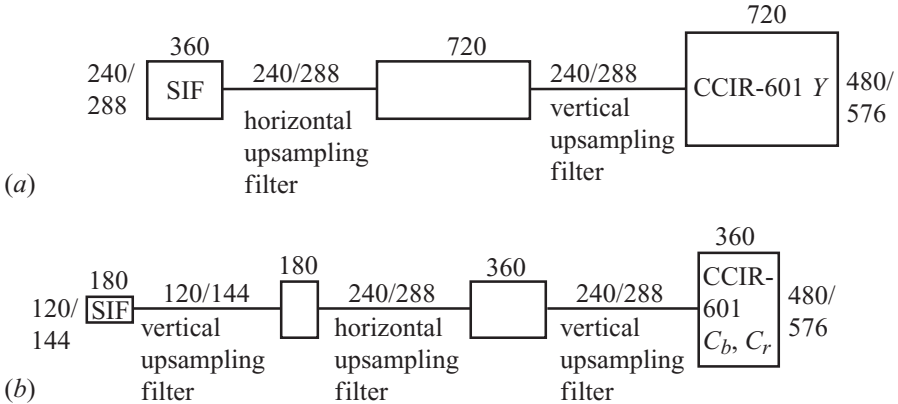 360
720
720
240/
288
SIF
240/288
240/288
CCIR-601 Y
480/
576
horizontal
upsampling
filter
vertical
upsampling
filter
(a)
180
180
360
360
120/
144
SIF
120/144
240/288
240/288
CCIR-
601
Cb, Cr
480/
576
vertical
upsampling
filter
horizontal
upsampling
filter
vertical
upsampling
filter
(b)